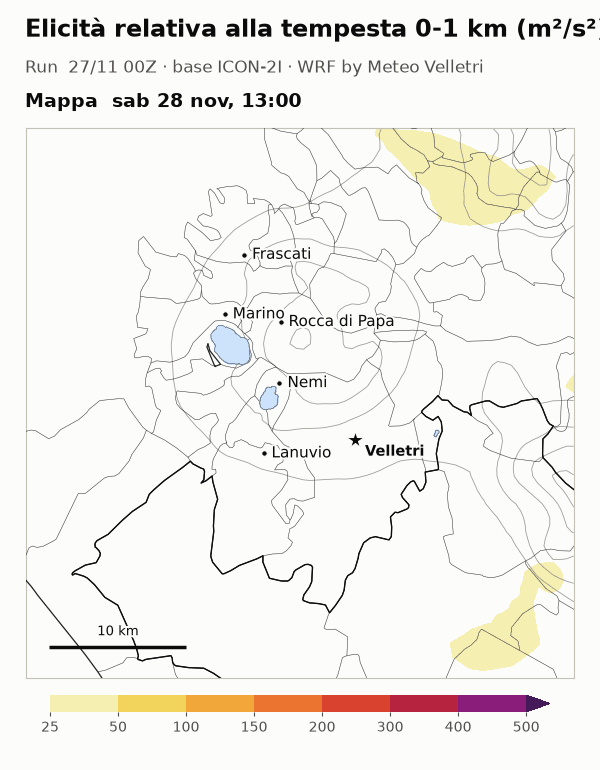 Elicità relativa alla tempesta 0-1 km (m²/s²)
Run  27/11 00Z · base ICON-2I · WRF by Meteo Velletri
Mappa  sab 28 nov, 13:00
Frascati
Marino
Rocca di Papa
Nemi
Velletri
Lanuvio
10 km
25 50 100 150 200 300 400 500